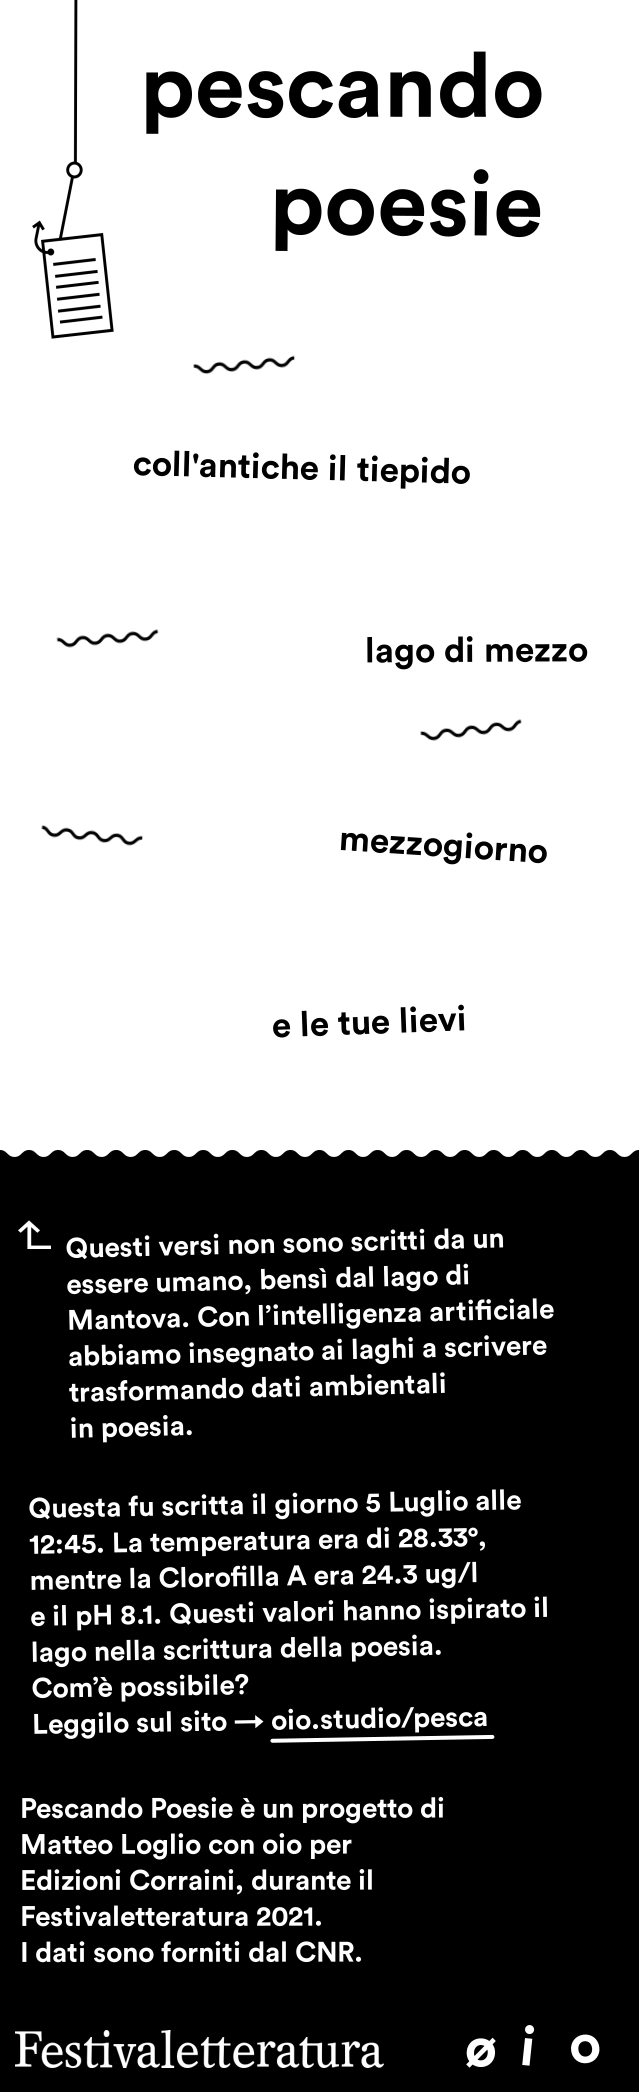 pescando
poesie
coll'antiche il tiepido
lago di mezzo
mezzogiorno
e le tue lievi
Questi versi non sono scritti da un
essere umano, bensì dal lago di
Mantova. Con l’intelligenza artificiale
abbiamo insegnato ai laghi a scrivere
trasformando dati ambientali
in poesia.
Questa fu scritta il giorno 5 Luglio alle
12:45. La temperatura era di 28.33°,
mentre la Clorofilla A era 24.3 ug/l
e il pH 8.1. Questi valori hanno ispirato il
lago nella scrittura della poesia.
Com’è possibile?
Leggilo sul sito → oio.studio/pesca
Pescando Poesie è un progetto di
Matteo Loglio con oio per
Edizioni Corraini, durante il
Festivaletteratura 2021.
I dati sono forniti dal CNR.
Festivaletteratura ø i o